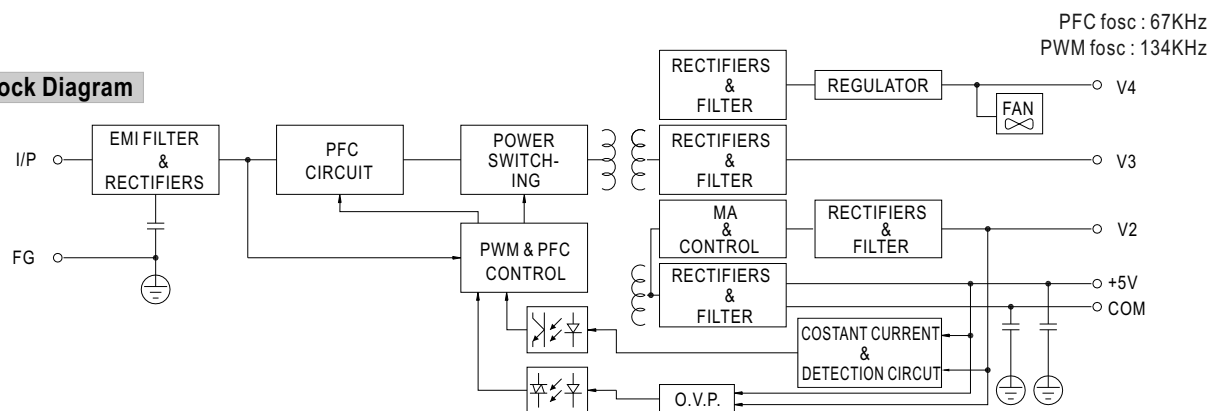 PFC fosc : 67KHz
PWM fosc : 134KHz
ock Diagram
RECTIFIERS
&
FILTER
REGULATOR
V4
FAN
I/P
EMI FILTER
&
RECTIFIERS
PFC
CIRCUIT
POWER
SWITCH-
ING
RECTIFIERS
&
FILTER
V3
MA
&
CONTROL
RECTIFIERS
&
FILTER
V2
FG
PWM & PFC
CONTROL
RECTIFIERS
&
FILTER
+5V
COM
COSTANT CURRENT
&
DETECTION CIRCUT
O.V.P.